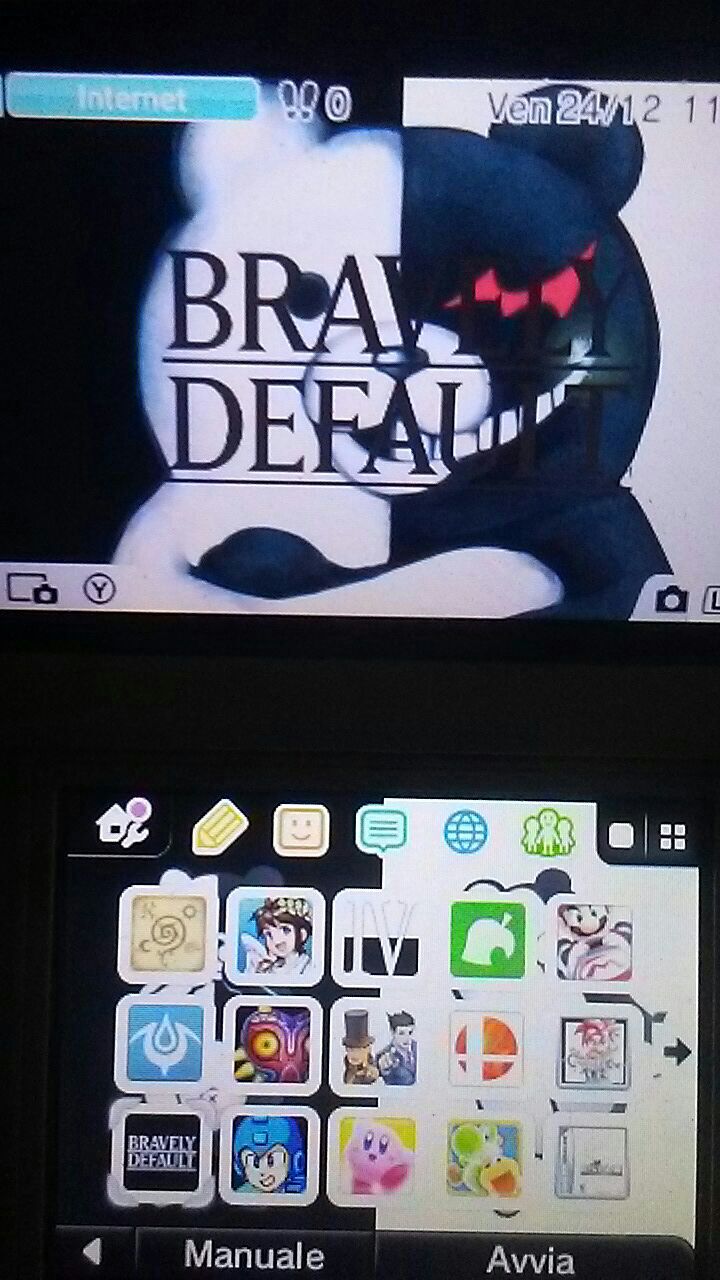 Internet
0
Ven 24/12 11
BRAVELY
DEFAULT
Y
L
IV
BRAVELY
DEFAULT
Manuale
Avvia